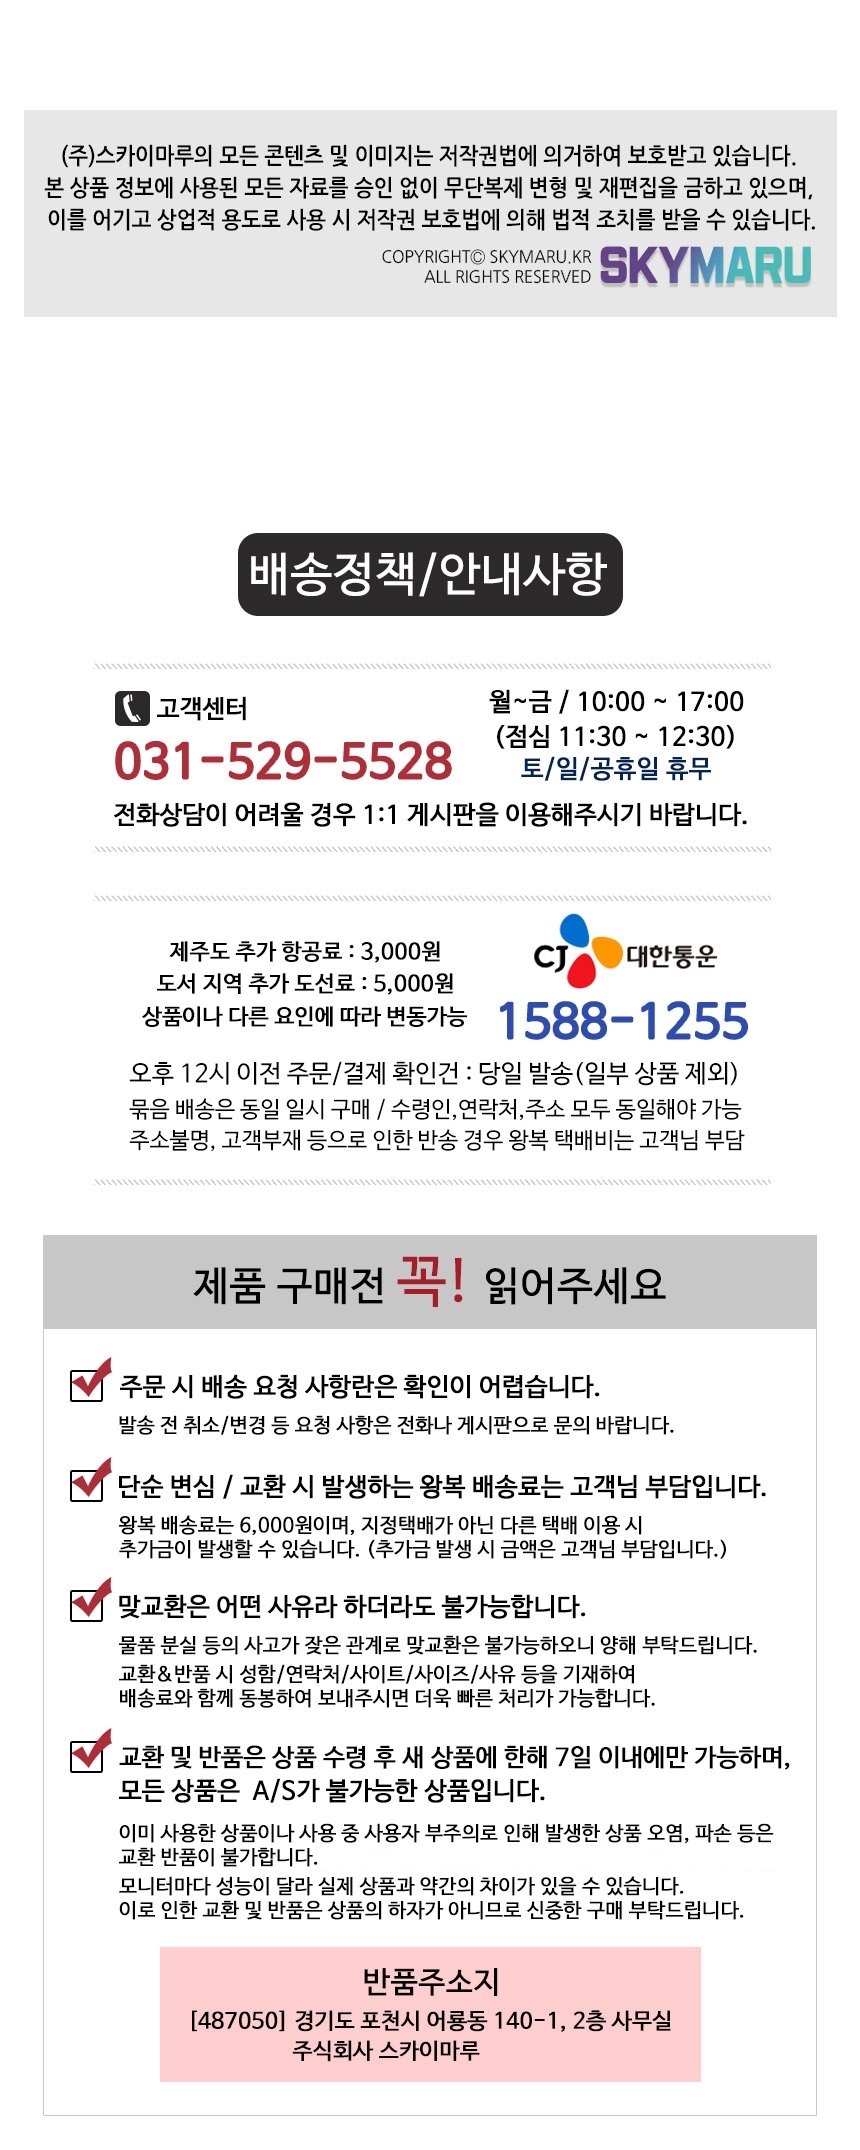 (주)스카이마루의 모든 콘텐츠 및 이미지는 저작권법에 의거하여 보호받고 있습니다.
본 상품 정보에 사용된 모든 자료를 승인 없이 무단복제 변형 및 재편집을 금하고 있으며,
이를 어기고 상업적 용도로 사용 시 저작권 보호법에 의해 법적 조치를 받을 수 있습니다.
COPYRIGHT© SKYMARU.KR
ALL RIGHTS RESERVED
SKYMARU
배송정책/안내사항
고객센터
031-529-5528
월~금 / 10:00 ~ 17:00
(점심 11:30 ~ 12:30)
토/일/공휴일 휴무
전화상담이 어려울 경우 1:1 게시판을 이용해주시기 바랍니다.
제주도 추가 항공료 : 3,000원
도서 지역 추가 도선료 : 5,000원
상품이나 다른 요인에 따라 변동가능
CJ 대한통운
1588-1255
오후 12시 이전 주문/결제 확인건 : 당일 발송(일부 상품 제외)
묶음 배송은 동일 일시 구매 / 수령인,연락처,주소 모두 동일해야 가능
주소불명, 고객부재 등으로 인한 반송 경우 왕복 택배비는 고객님 부담
제품 구매전 꼭! 읽어주세요
주문 시 배송 요청 사항란은 확인이 어렵습니다.
발송 전 취소/변경 등 요청 사항은 전화나 게시판으로 문의 바랍니다.
단순 변심 / 교환 시 발생하는 왕복 배송료는 고객님 부담입니다.
왕복 배송료는 6,000원이며, 지정택배가 아닌 다른 택배 이용 시
추가금이 발생할 수 있습니다. (추가금 발생 시 금액은 고객님 부담입니다.)
맞교환은 어떤 사유라 하더라도 불가능합니다.
물품 분실 등의 사고가 잦은 관계로 맞교환은 불가능하오니 양해 부탁드립니다.
교환&반품 시 성함/연락처/사이트/사이즈/사유 등을 기재하여
배송료와 함께 동봉하여 보내주시면 더욱 빠른 처리가 가능합니다.
교환 및 반품은 상품 수령 후 새 상품에 한해 7일 이내에만 가능하며,
모든 상품은 A/S가 불가능한 상품입니다.
이미 사용한 상품이나 사용 중 사용자 부주의로 인해 발생한 상품 오염, 파손 등은
교환 반품이 불가합니다.
모니터마다 성능이 달라 실제 상품과 약간의 차이가 있을 수 있습니다.
이로 인한 교환 및 반품은 상품의 하자가 아니므로 신중한 구매 부탁드립니다.
반품주소지
[487050] 경기도 포천시 어룡동 140-1, 2층 사무실
주식회사 스카이마루